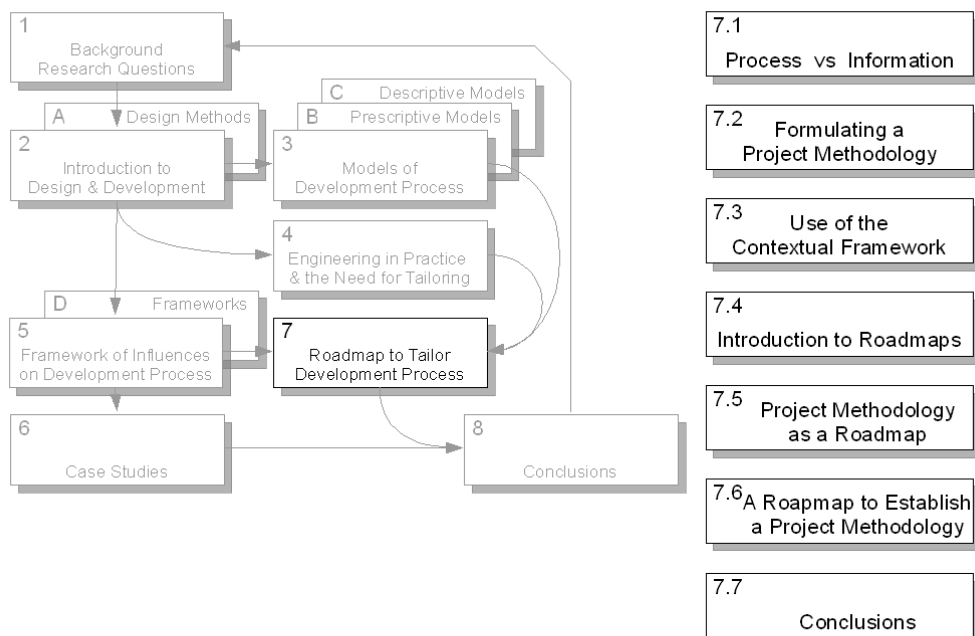 1
Background
Research Questions
A Design Methods
2
Introduction to
Design & Development
C Descriptive Models
B Prescriptive Models
3
Models of
Development Process
4
Engineering in Practice
& the Need for Tailoring
D Frameworks
5
Framework of Influences
on Development Process
7
Roadmap to Tailor
Development Process
6
Case Studies
8
Conclusions
7.1
Process vs Information
7.2
Formulating a
Project Methodology
7.3
Use of the
Contextual Framework
7.4
Introduction to Roadmaps
7.5
Project Methodology
as a Roadmap
7.6
A Roapmap to Establish
a Project Methodology
7.7
Conclusions